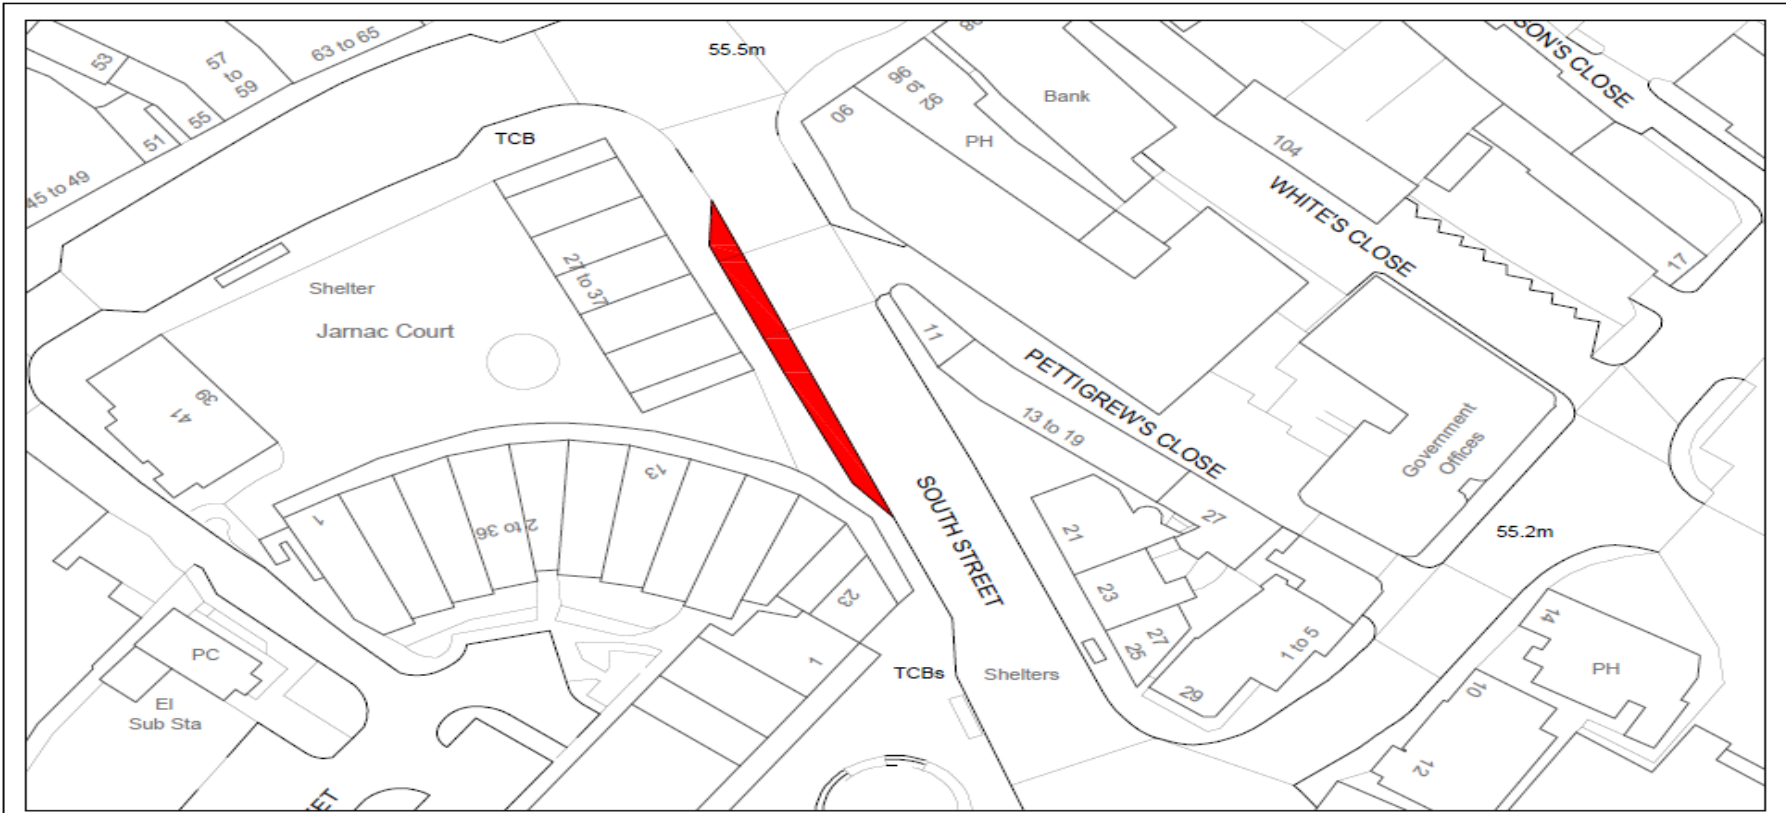 63 to 65
53
57
to
59
55
51
45 to 49
55.5m
TCB
98
90
92 to 96
PH
Bank
104
SON'S CLOSE
WHITE'S CLOSE
17
Shelter
Jarnac Court
27 to 37
39
41
11
PETTIGREW'S CLOSE
13 to 19
Government
Offices
55.2m
1
2 to 36
13
23
SOUTH STREET
21
23
25
27
27
29
1 to 5
14
PH
10
12
PC
El
Sub Sta
1
TCBs
Shelters
EET